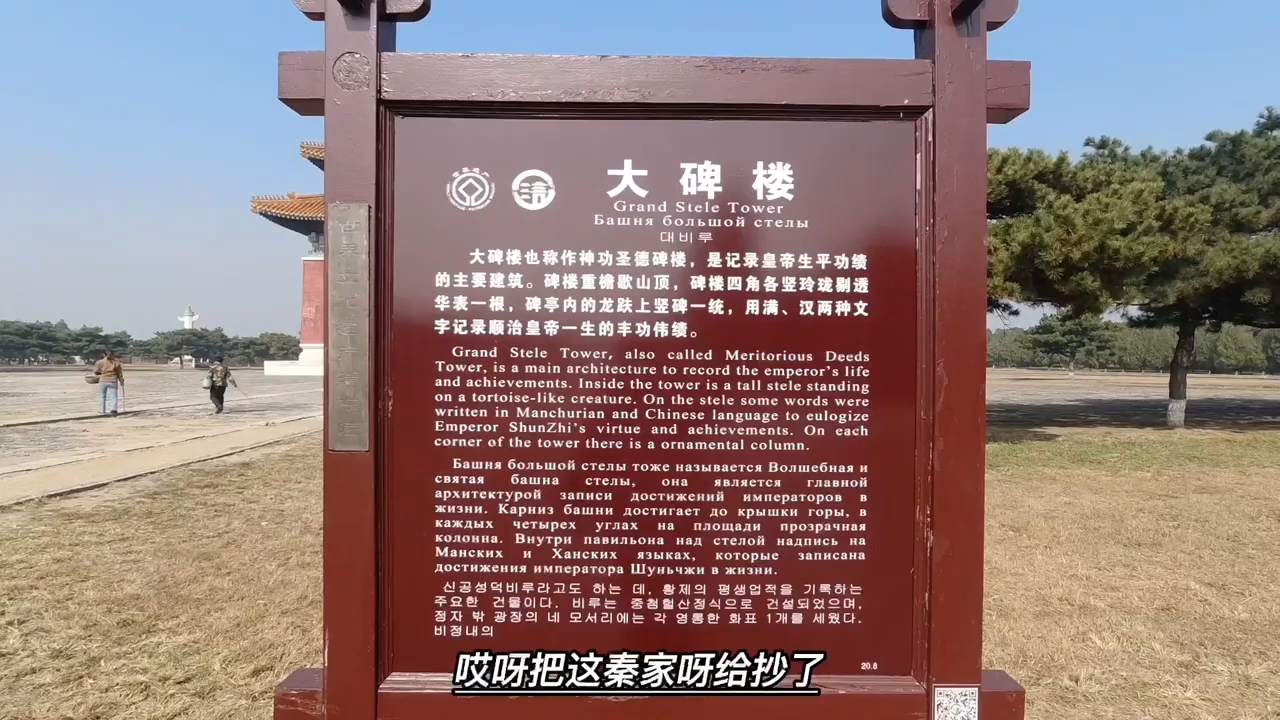 大碑楼
Grand Stele Tower
Башня большой стелы
대비루
大碑楼也称作神功圣德碑楼，是记录皇帝生平功绩
的主要建筑。碑楼重檐歇山顶，碑楼四角各竖玲珑剔透
华表一根，碑亭内的龙趺上竖碑一统，用满、汉两种文
字记录顺治皇帝一生的丰功伟绩。
Grand Stele Tower, also called Meritorious Deeds
Tower, is a main architecture to record the emperor's life
and achievements. Inside the tower is a tall stele standing
on a tortoise-like creature. On the stele some words were
written in Manchurian and Chinese language to eulogize
Emperor ShunZhi's virtue and achievements. On each
corner of the tower there is a ornamental column.
Башня большой стелы тоже называется Волшебная и
святая башна стелы, она является главной
архитектурой записи достижений императоров в
жизни. Карниз башни достигает до крышки горы, в
каждых четырех углах на площади прозрачная
колонна. Внутри павильона над стелой надпись на
Манских и Ханских языках, которые записана
достижения императора Шуньчжи в жизни.
신공성덕비루라고도 하는 데, 황제의 평생업적을 기록하는
주요한 건물이다. 비루는 중첨헐산정식으로 건설되었으며,
정자 밖 광장의 네 모서리에는 각 영롱한 화표 1개를 세웠다.
비정내의
20.8
哎呀把这秦家呀给抄了